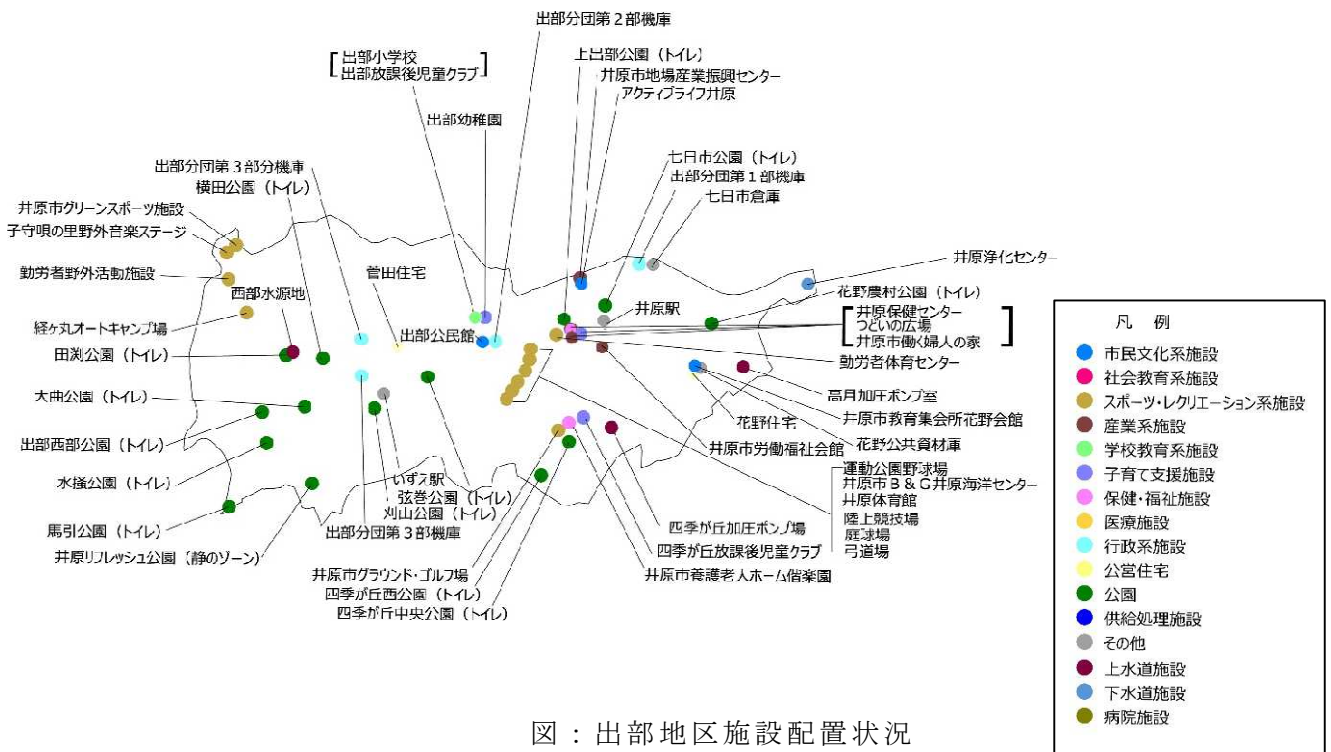 出部分団第２部機庫
出部小学校
出部放課後児童クラブ
上出部公園（トイレ）
井原市地場産業振興センター
アクティブライフ井原
出部幼稚園
七日市公園（トイレ）
出部分団第１部機庫
七日市倉庫
出部分団第３部分機庫
横田公園（トイレ）
井原市グリーンスポーツ施設
子守唄の里野外音楽ステージ
勤労者野外活動施設
西部水源地
菅田住宅
井原浄化センター
花野農村公園（トイレ）
井原駅
井原保健センター
つどいの広場
井原市働く婦人の家
経ヶ丸オートキャンプ場
出部公民館
田渕公園（トイレ）
勤労者体育センター
大曲公園（トイレ）
高月加圧ポンプ室
出部西部公園（トイレ）
花野住宅
井原市教育集会所花野会館
井原市労働福祉会館
花野公共資材庫
水掻公園（トイレ）
いずえ駅
弦巻公園（トイレ）
刈山公園（トイレ）
運動公園野球場
井原市Ｂ＆Ｇ井原海洋センター
井原体育館
陸上競技場
庭球場
弓道場
馬引公園（トイレ）
出部分団第３部機庫
四季が丘加圧ポンプ場
井原リフレッシュ公園（静のゾーン）
四季が丘放課後児童クラブ
井原市グラウンド・ゴルフ場
井原市養護老人ホーム偕楽園
四季が丘西公園（トイレ）
四季が丘中央公園（トイレ）
凡 例
市民文化系施設
社会教育系施設
スポーツ・レクリエーション系施設
産業系施設
学校教育系施設
子育て支援施設
保健・福祉施設
医療施設
行政系施設
公営住宅
公園
供給処理施設
その他
上水道施設
下水道施設
病院施設
図：出部地区施設配置状況